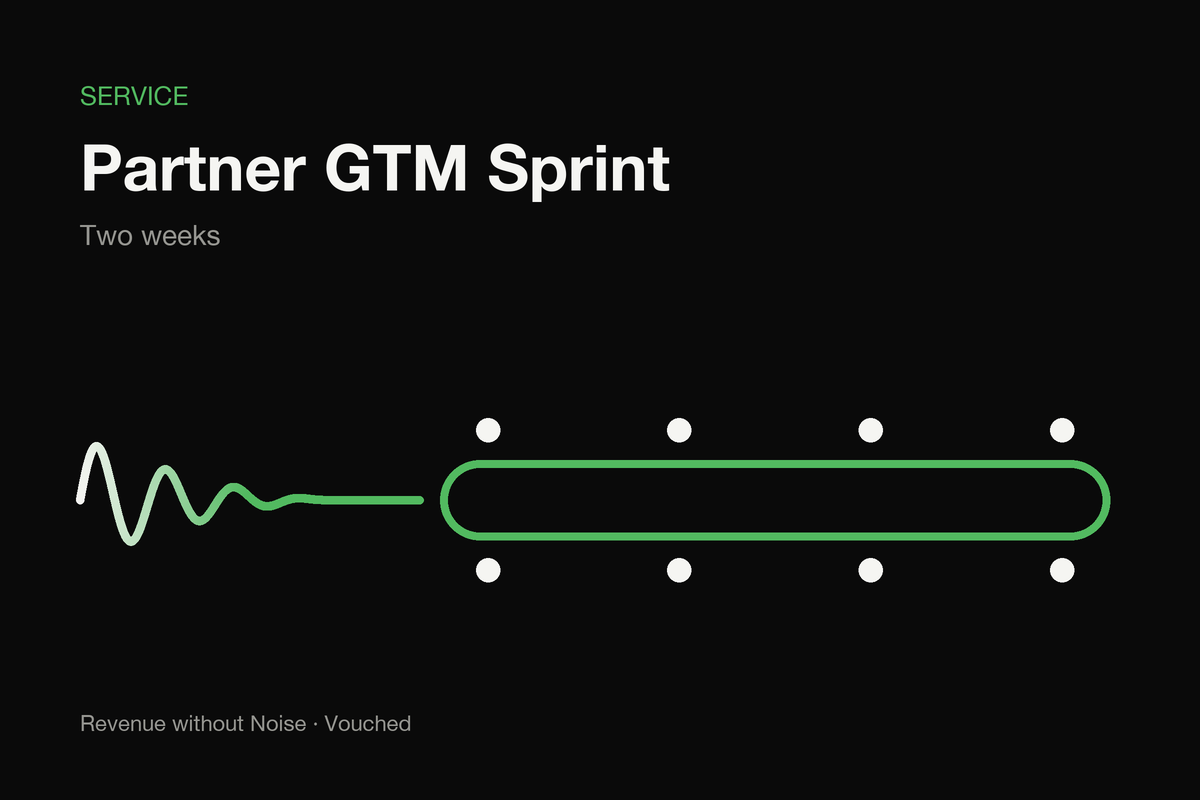 SERVICE
Partner GTM Sprint
Two weeks
Revenue without Noise · Vouched